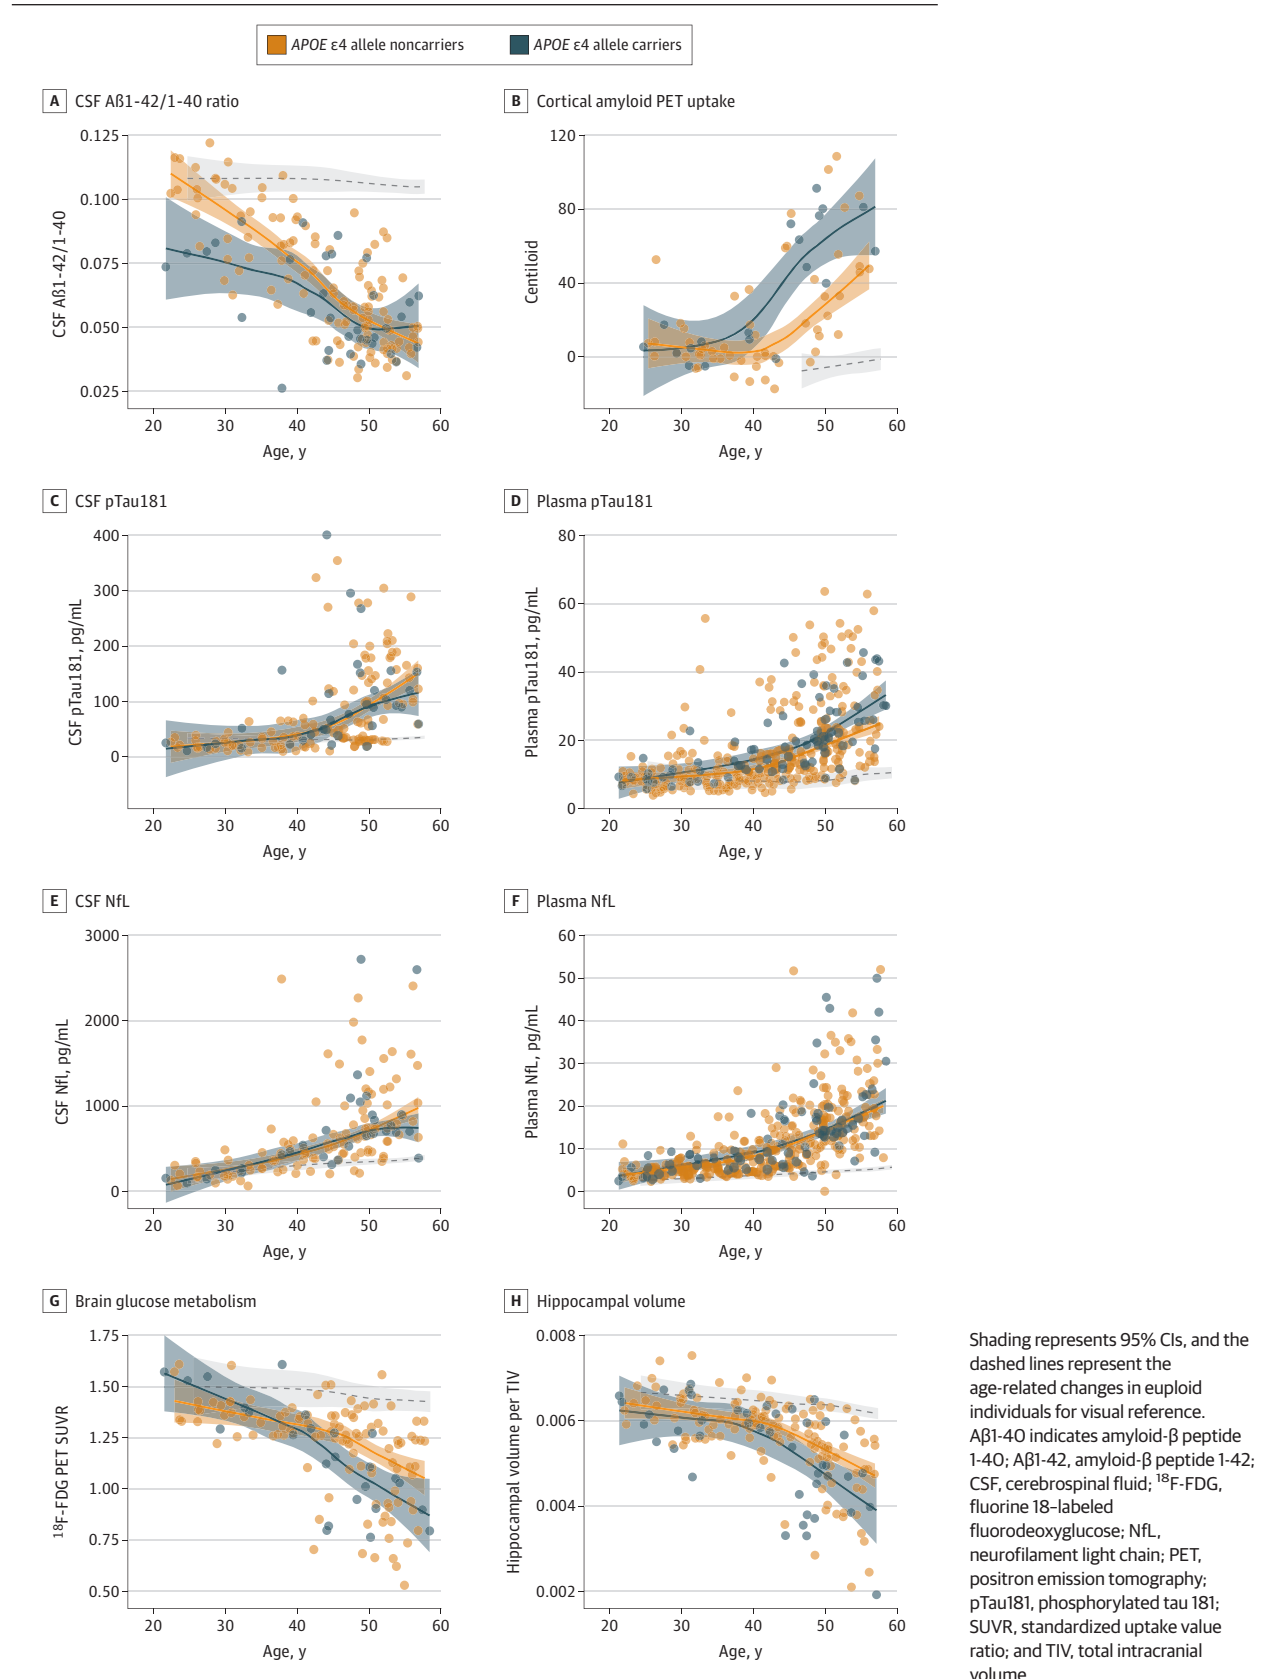 APOE ε4 allele noncarriers
APOE ε4 allele carriers
A CSF Aß1-42/1-40 ratio
CSF Aß1-42/1-40
0.125
0.100
0.075
0.050
0.025
20 30 40 50 60
Age, y
B Cortical amyloid PET uptake
Centiloid
120
80
40
0
20 30 40 50 60
Age, y
C CSF pTau181
CSF pTau181, pg/mL
400
300
200
100
0
20 30 40 50 60
Age, y
D Plasma pTau181
Plasma pTau181, pg/mL
80
60
40
20
0
20 30 40 50 60
Age, y
E CSF NfL
CSF NfL, pg/mL
3000
2000
1000
0
20 30 40 50 60
Age, y
F Plasma NfL
Plasma NfL, pg/mL
60
50
40
30
20
10
0
20 30 40 50 60
Age, y
G Brain glucose metabolism
18F-FDG PET SUVR
1.75
1.50
1.25
1.00
0.75
0.50
20 30 40 50 60
Age, y
H Hippocampal volume
Hippocampal volume per TIV
0.008
0.006
0.004
0.002
20 30 40 50 60
Age, y
Shading represents 95% CIs, and the
dashed lines represent the
age-related changes in euploid
individuals for visual reference.
Aβ1-40 indicates amyloid-β peptide
1-40; Aβ1-42, amyloid-β peptide 1-42;
CSF, cerebrospinal fluid; 18F-FDG,
fluorine 18–labeled
fluorodeoxyglucose; NfL,
neurofilament light chain; PET,
positron emission tomography;
pTau181, phosphorylated tau 181;
SUVR, standardized uptake value
ratio; and TIV, total intracranial
volume